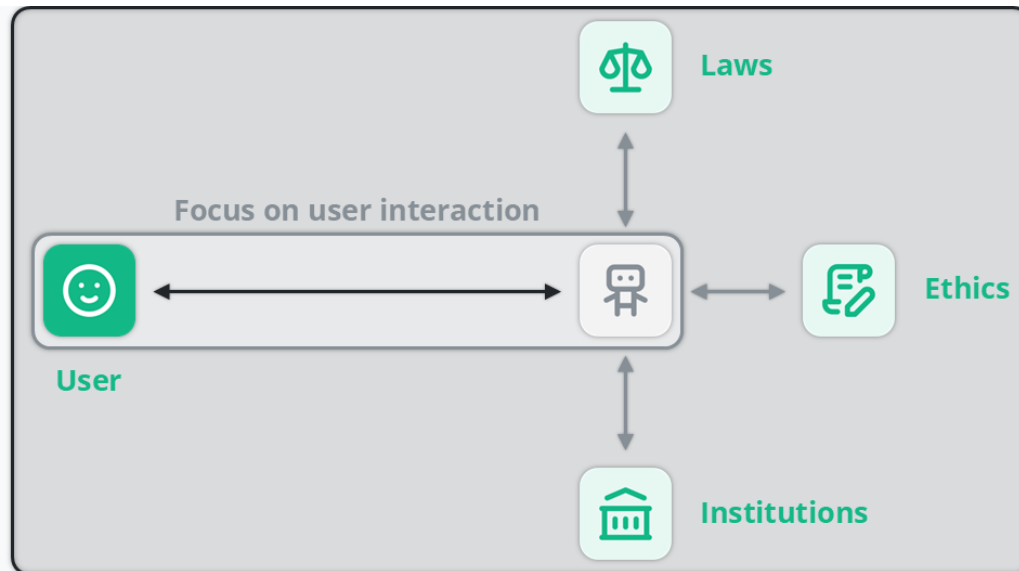 Laws
Focus on user interaction
Ethics
User
Institutions